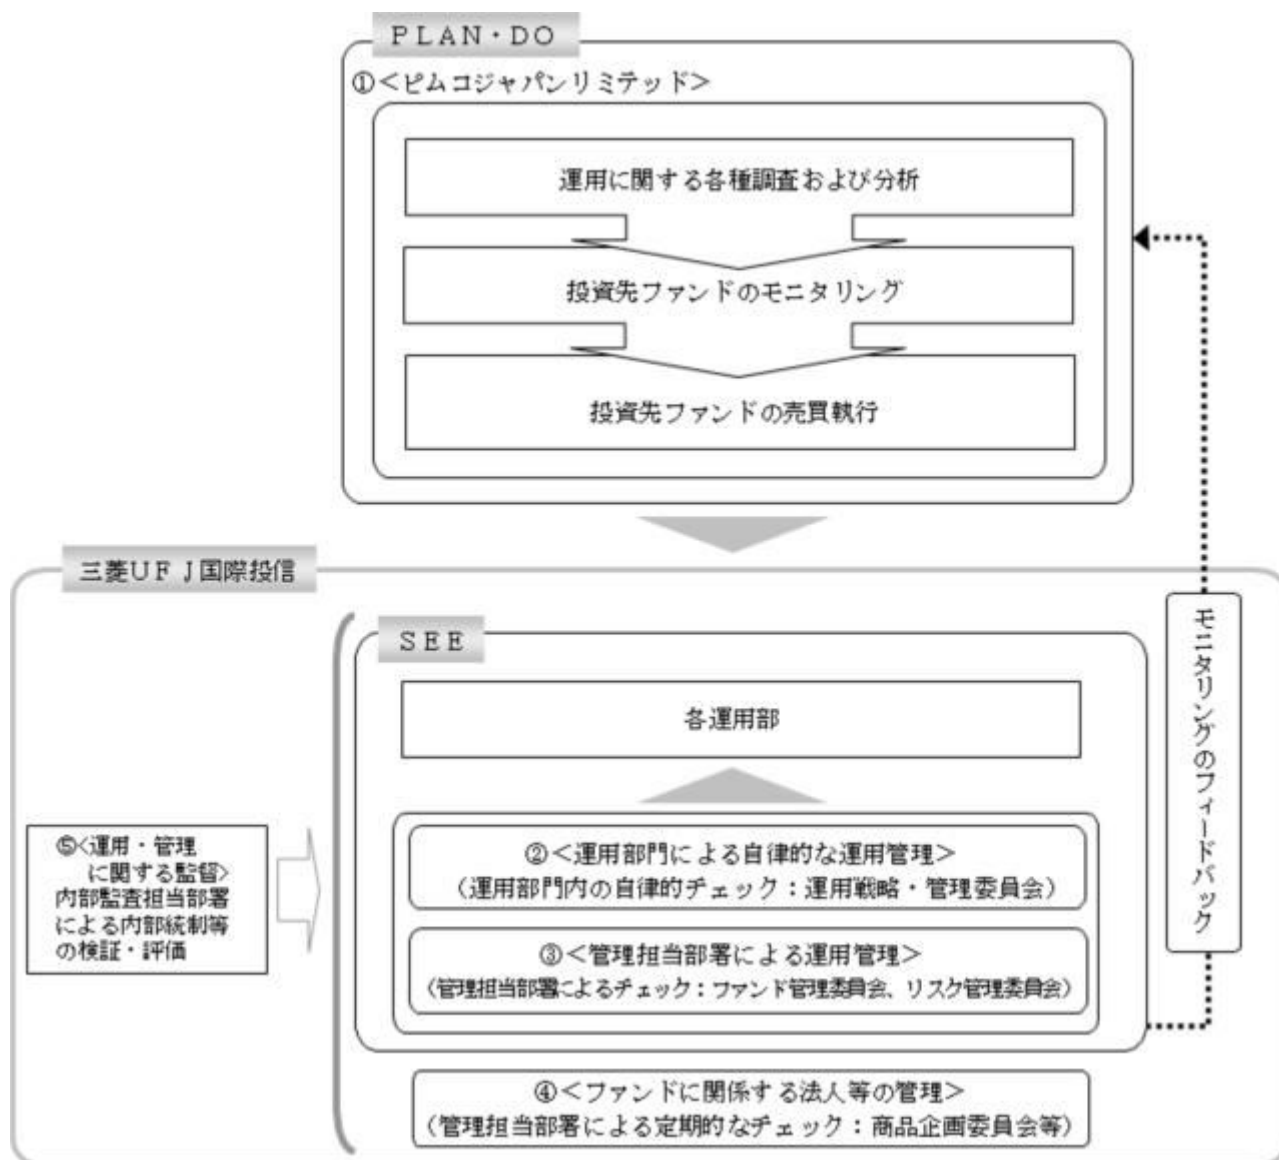 ＰＬＡＮ・ＤＯ
①＜ピムコジャパンリミテッド＞
運用に関する各種調査および分析
投資先ファンドのモニタリング
投資先ファンドの売買執行
三菱ＵＦＪ国際投信
ＳＥＥ
各運用部
モニタリングのフィードバック
②＜運用部門による自律的な運用管理＞
（運用部門内の自律的チェック：運用戦略・管理委員会）
③＜管理担当部署による運用管理＞
（管理担当部署によるチェック：ファンド管理委員会、リスク管理委員会）
⑤＜運用・管理
に関する監督＞
内部監査担当部署
による内部統制等
の検証・評価
④＜ファンドに関係する法人等の管理＞
（管理担当部署による定期的なチェック：商品企画委員会等）